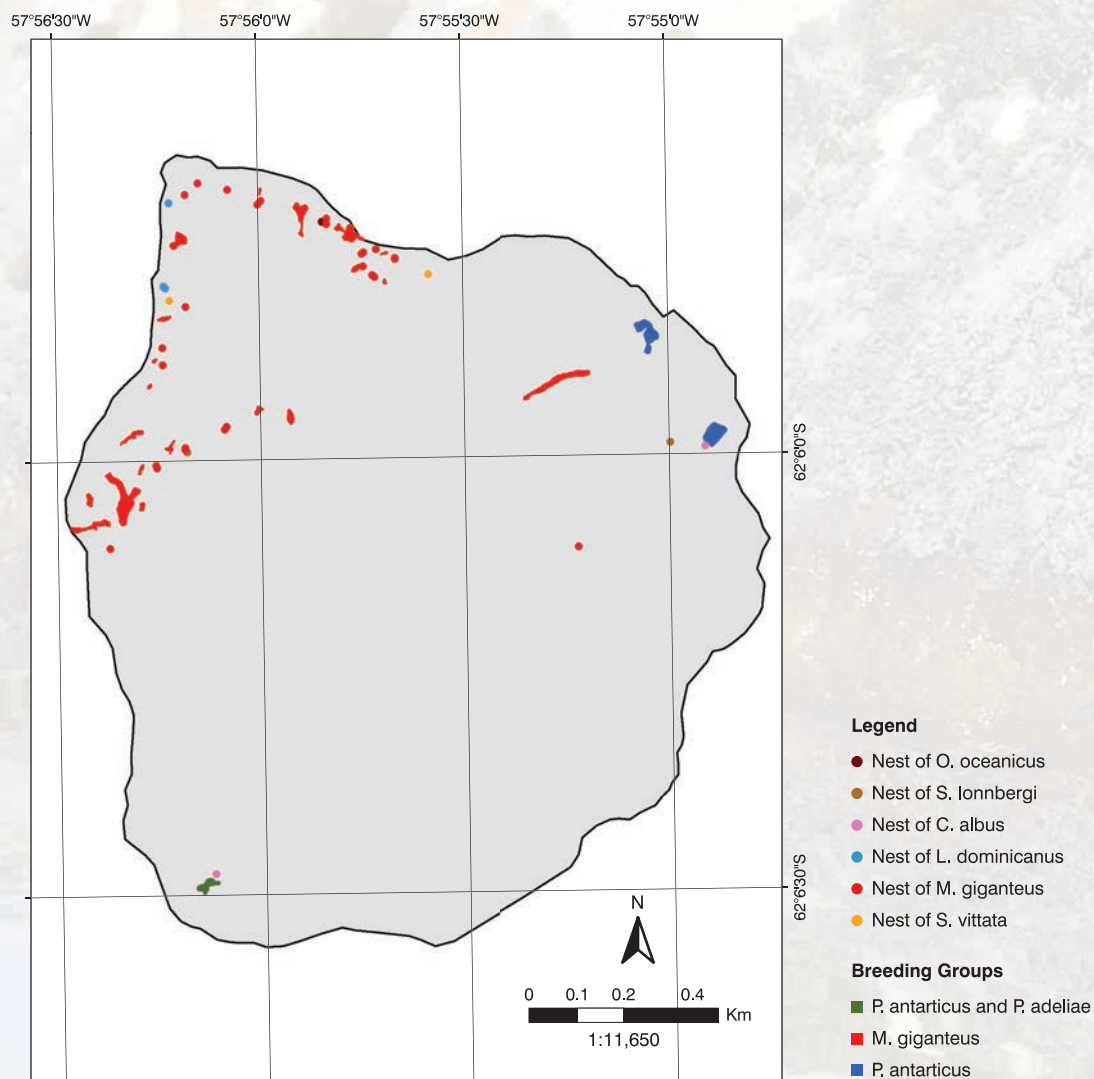 57°56'30"W 57°56'0"W 57°55'30"W 57°55'0"W
62°6'0"S
62°6'30"S
N
0 0.1 0.2 0.4
Km
1:11,650
Legend
Nest of O. oceanicus
Nest of S. lonnbergi
Nest of C. albus
Nest of L. dominicanus
Nest of M. giganteus
Nest of S. vittata
Breeding Groups
P. antarticus and P. adeliae
M. giganteus
P. antarticus